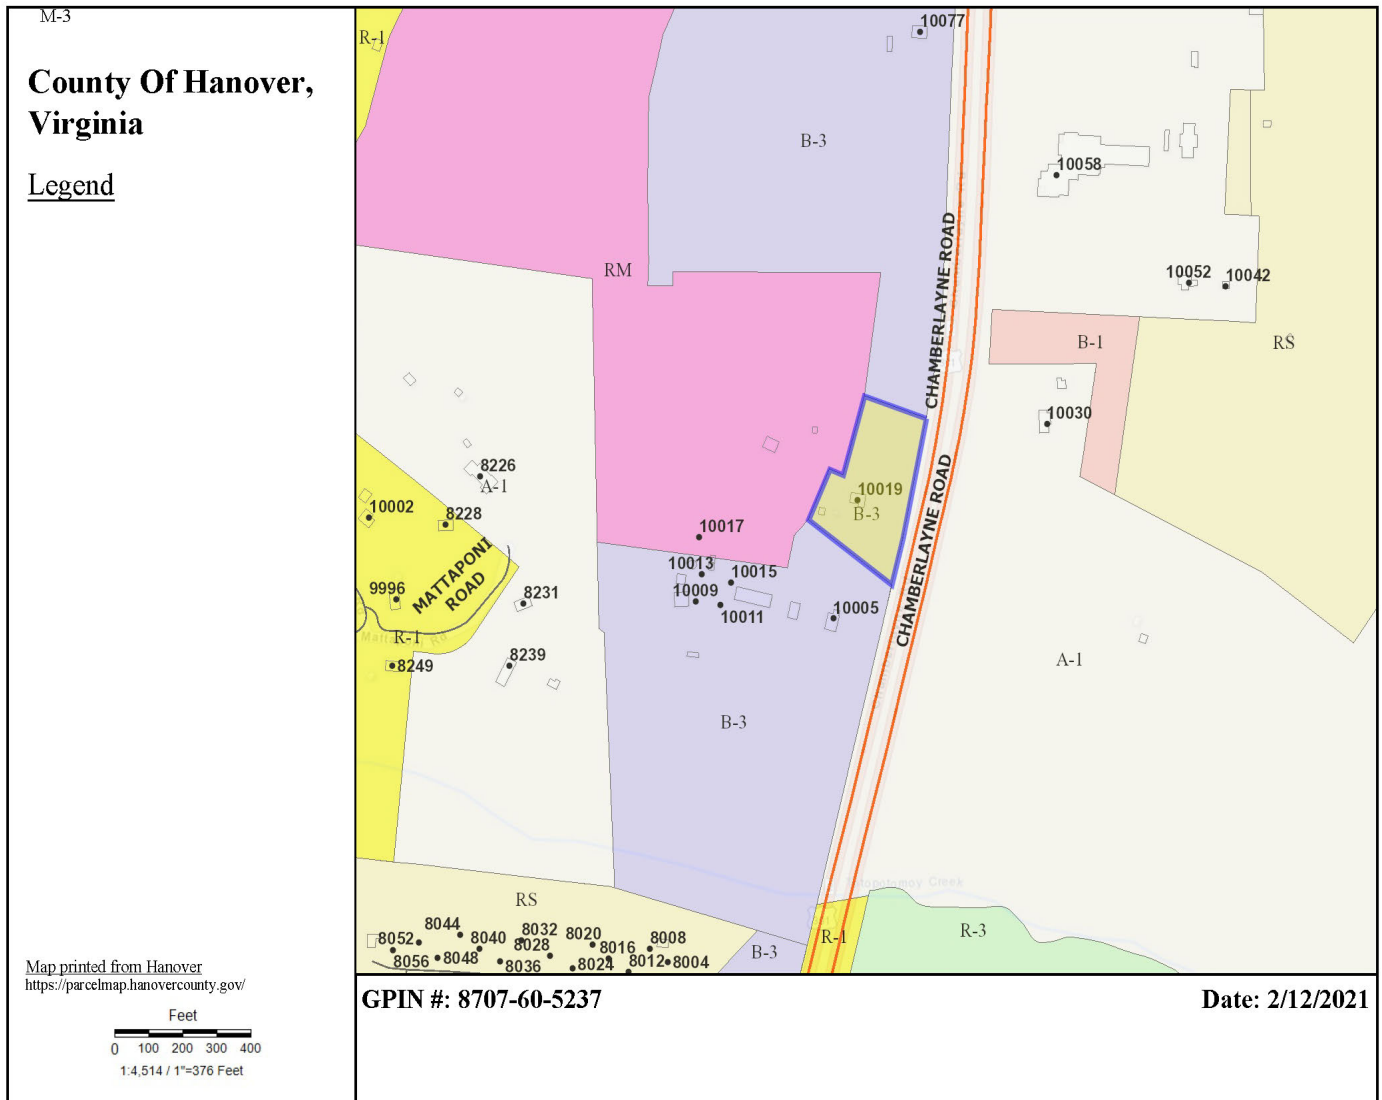 M-3
County Of Hanover,
Virginia
Legend
Map printed from Hanover
https://parcelmap.hanovercounty.gov/
Feet
0 100 200 300 400
1:4,514 / 1"=376 Feet
R-1
10077
B-3
10058
CHAMBERLAYNE ROAD
RM
10052
10042
B-1
RS
10030
8226
A-1
10019
B-3
10002
8228
10017
CHAMBERLAYNE ROAD
MATTAPONI
ROAD
10013
10015
9996
8231
10009
10011
10005
R-1
Mattaponi Rd
8249
8239
A-1
B-3
Totopotomoy Creek
RS
8044
8032
8020
8008
8052
8040
8028
8016
8056
8048
8036
8024
8012
8004
B-3
R-1
R-3
GPIN #: 8707-60-5237
Date: 2/12/2021